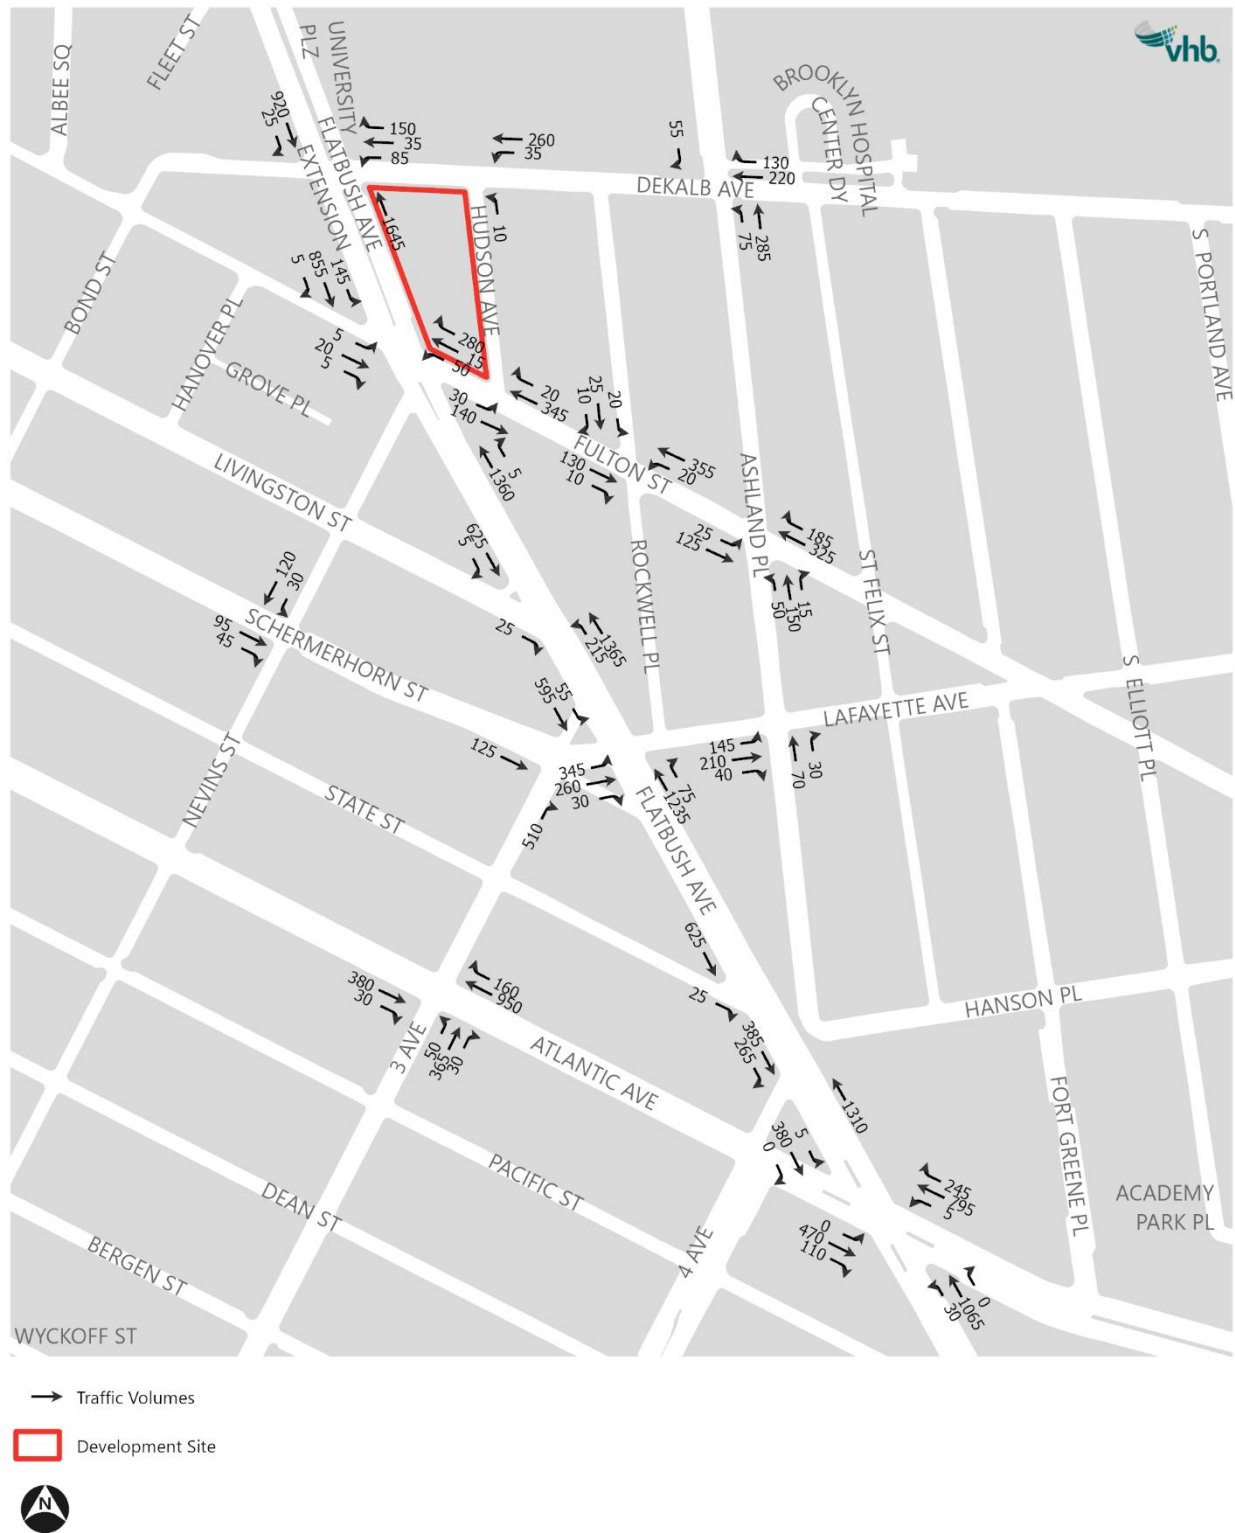 ALBEE SQ
FLEET ST
UNIVERSITY
PLZ
FLATBUSH AVE
EXTENSION
BROOKLYN HOSPITAL
CENTER DY
vhb.
920
25
150
35
85
260
35
55
130
220
DEKALB AVE
75
285
10
1645
HUDSON AVE
S PORTLAND AVE
BOND ST
HANOVER PL
GROVE PL
145
855
5
5
20
5
280
15
50
30
140
20
345
25
10
20
130
10
FULTON ST
355
20
5
1360
LIVINGSTON ST
625
5
25
125
185
325
ASHLAND PL
ST FELIX ST
ROCKWELL PL
50
150
15
120
30
95
45
SCHERMERHORN ST
25
1365
215
595
55
125
345
260
30
75
1235
145
210
40
70
30
LAFAYETTE AVE
S ELLIOTT PL
NEVINS ST
STATE ST
510
FLATBUSH AVE
625
25
380
30
160
950
50
365
30
3 AVE
ATLANTIC AVE
385
265
HANSON PL
1310
FORT GREENE PL
380
5
0
245
295
5
ACADEMY
PARK PL
PACIFIC ST
DEAN ST
BERGEN ST
4 AVE
0
470
110
30
1065
0
WYCKOFF ST
Traffic Volumes
Development Site
N